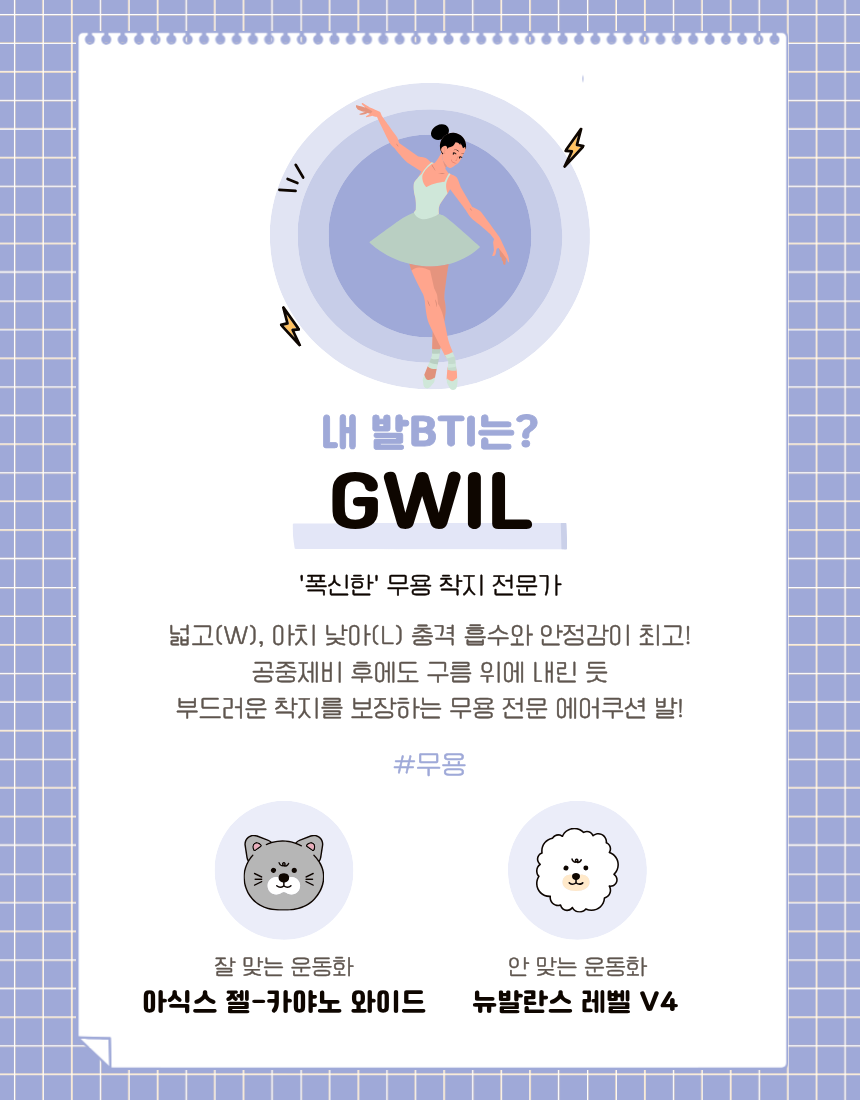 내 발BTI는?
GWIL
'폭신한' 무용 착지 전문가
넓고(W), 아치 낮아(L) 충격 흡수와 안정감이 최고!
공중제비 후에도 구름 위에 내린 듯
부드러운 착지를 보장하는 무용 전문 에어쿠션 발!
#무용
잘 맞는 운동화
안 맞는 운동화
아식스 젤-카야노 와이드
뉴발란스 레벨 V4